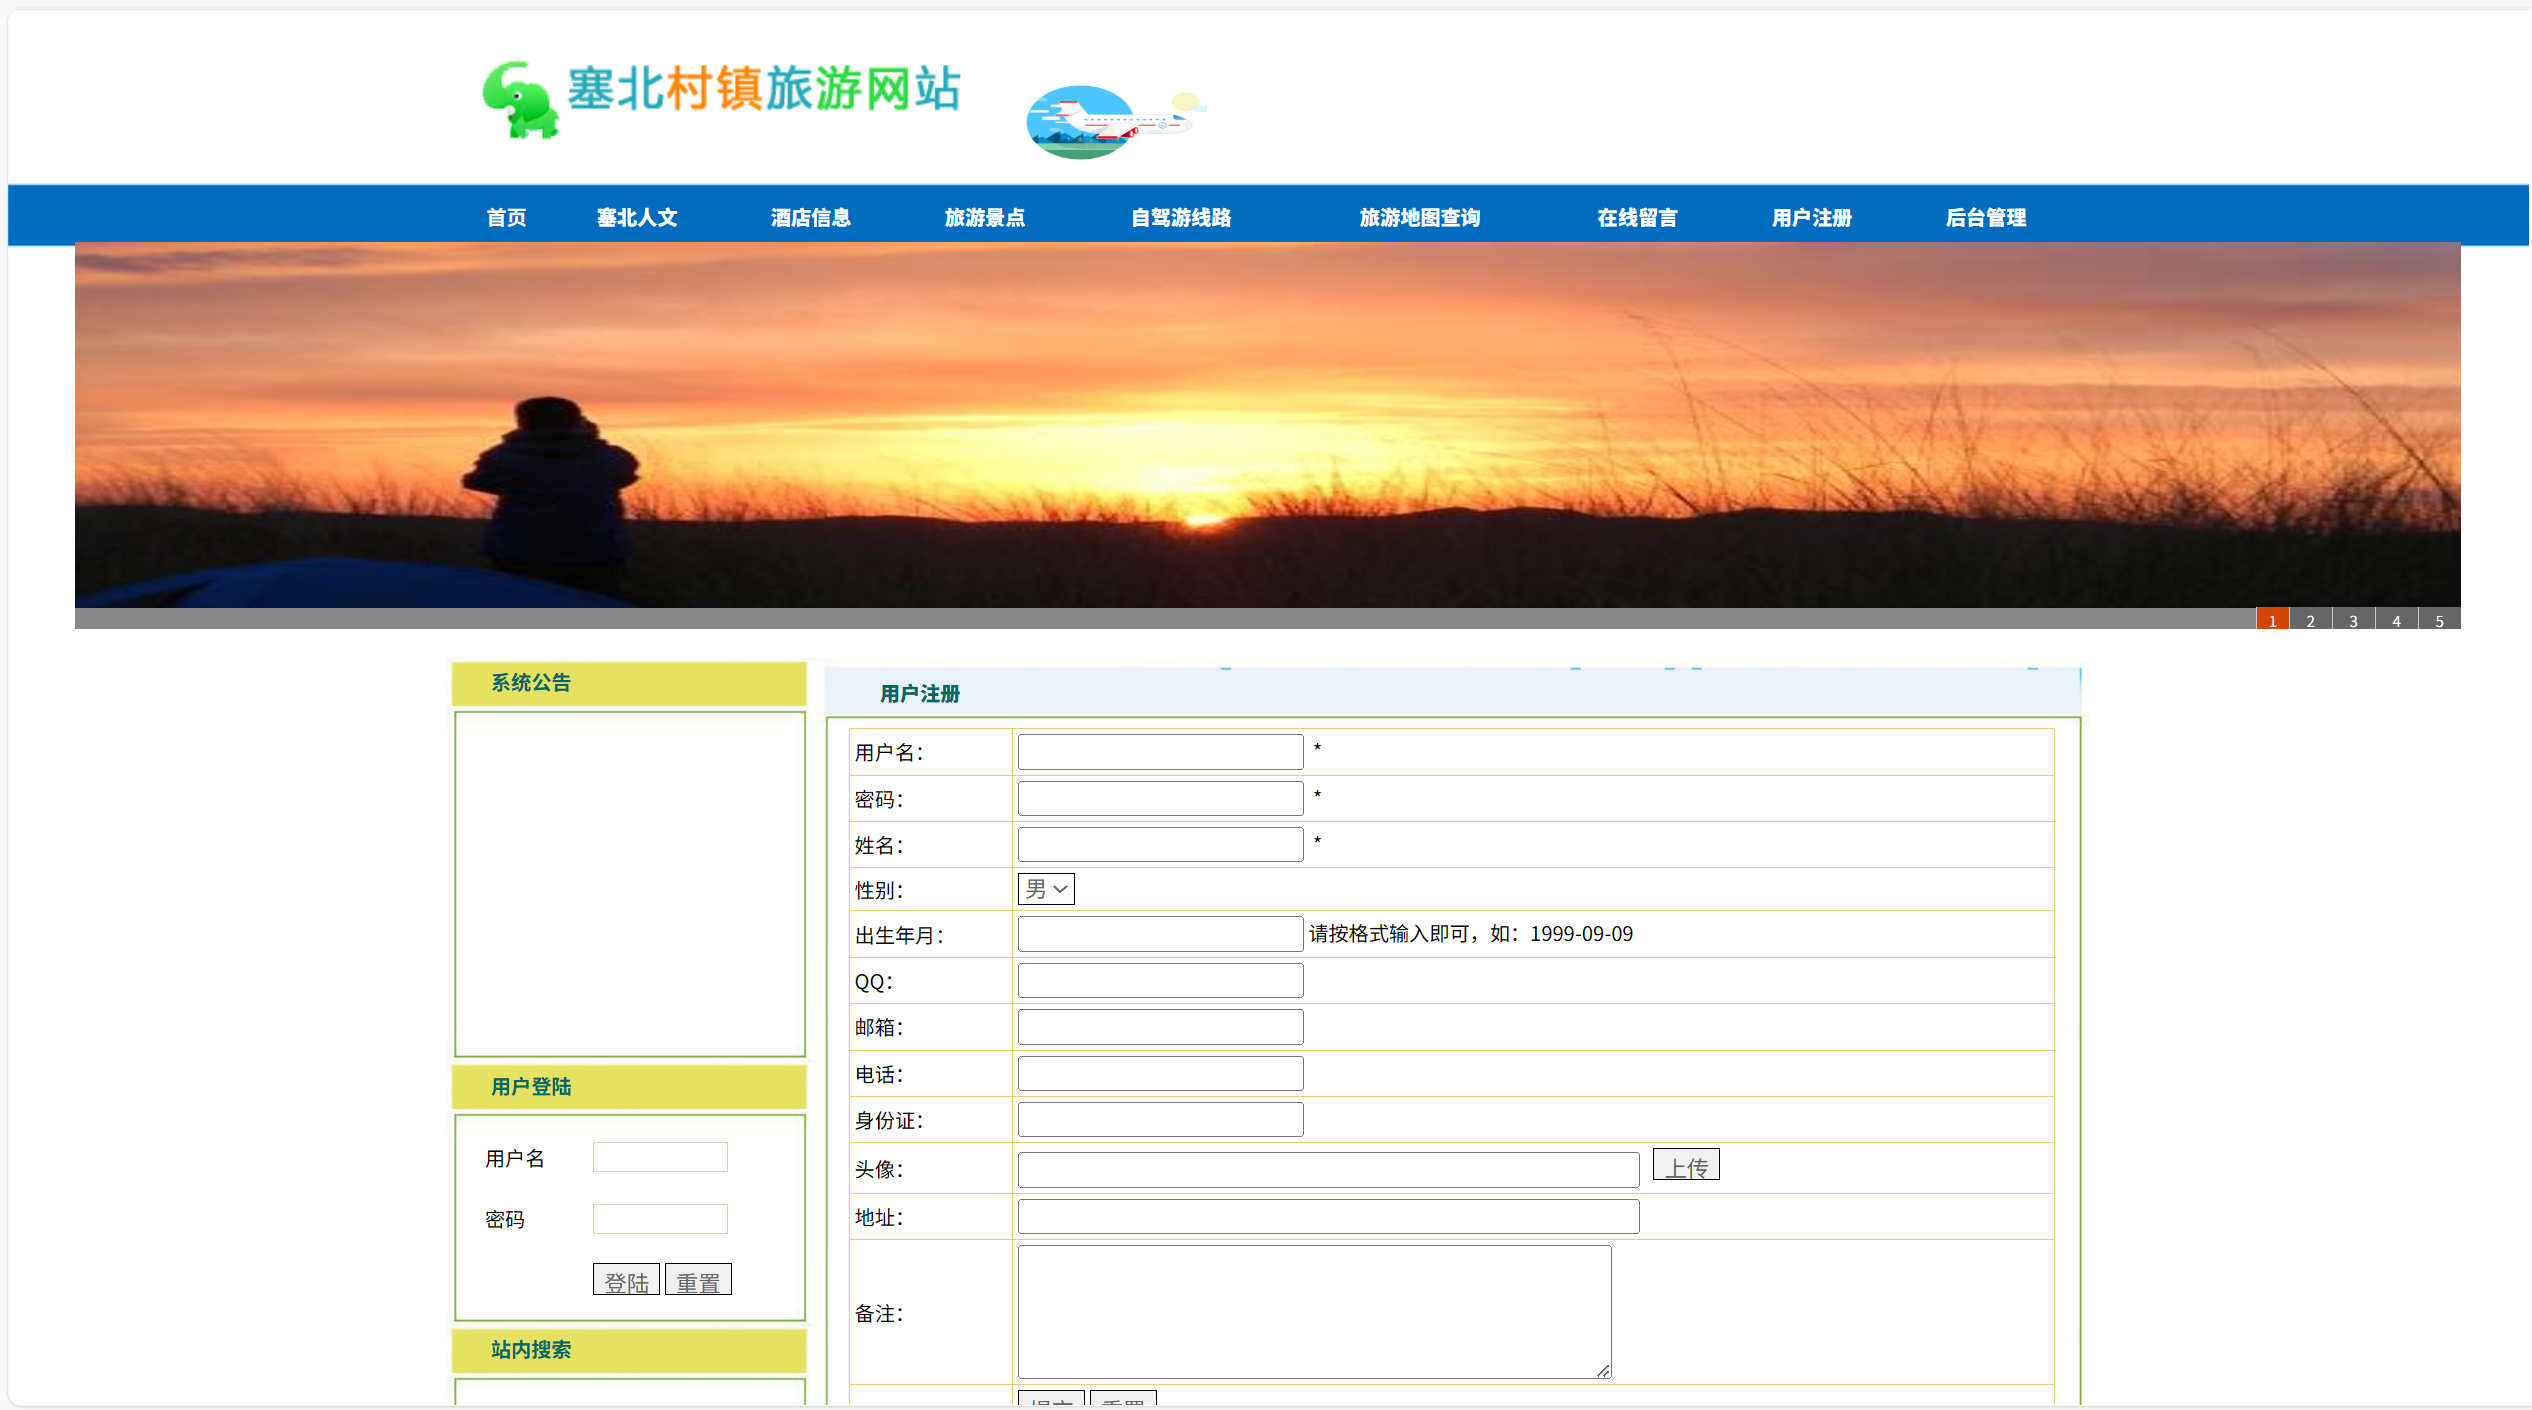 塞北村镇旅游网站
首页 塞北人文 酒店信息 旅游景点 自驾游线路 旅游地图查询 在线留言 用户注册 后台管理
1 2 3 4 5
系统公告
用户登陆
用户名
密码
登陆 重置
站内搜索
用户注册
用户名： *
密码： *
姓名： *
性别： 男
出生年月： 请按格式输入即可，如：1999-09-09
QQ：
邮箱：
电话：
身份证：
头像： 上传
地址：
备注：
提交 重置